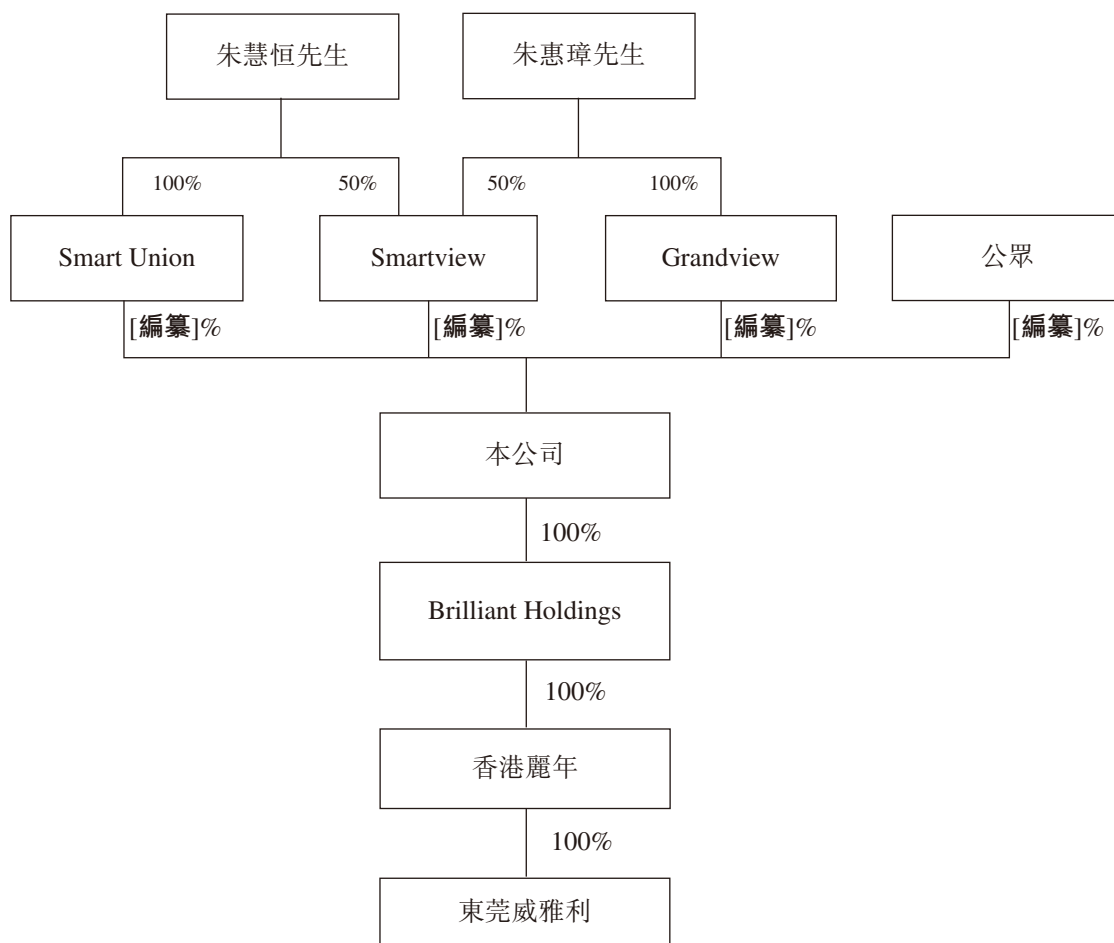 朱慧恒先生
朱惠璋先生
100%
50%
50%
100%
Smart Union
Smartview
Grandview
公眾
[編纂]%
[編纂]%
[編纂]%
[編纂]%
本公司
100%
Brilliant Holdings
100%
香港麗年
100%
東莞威雅利